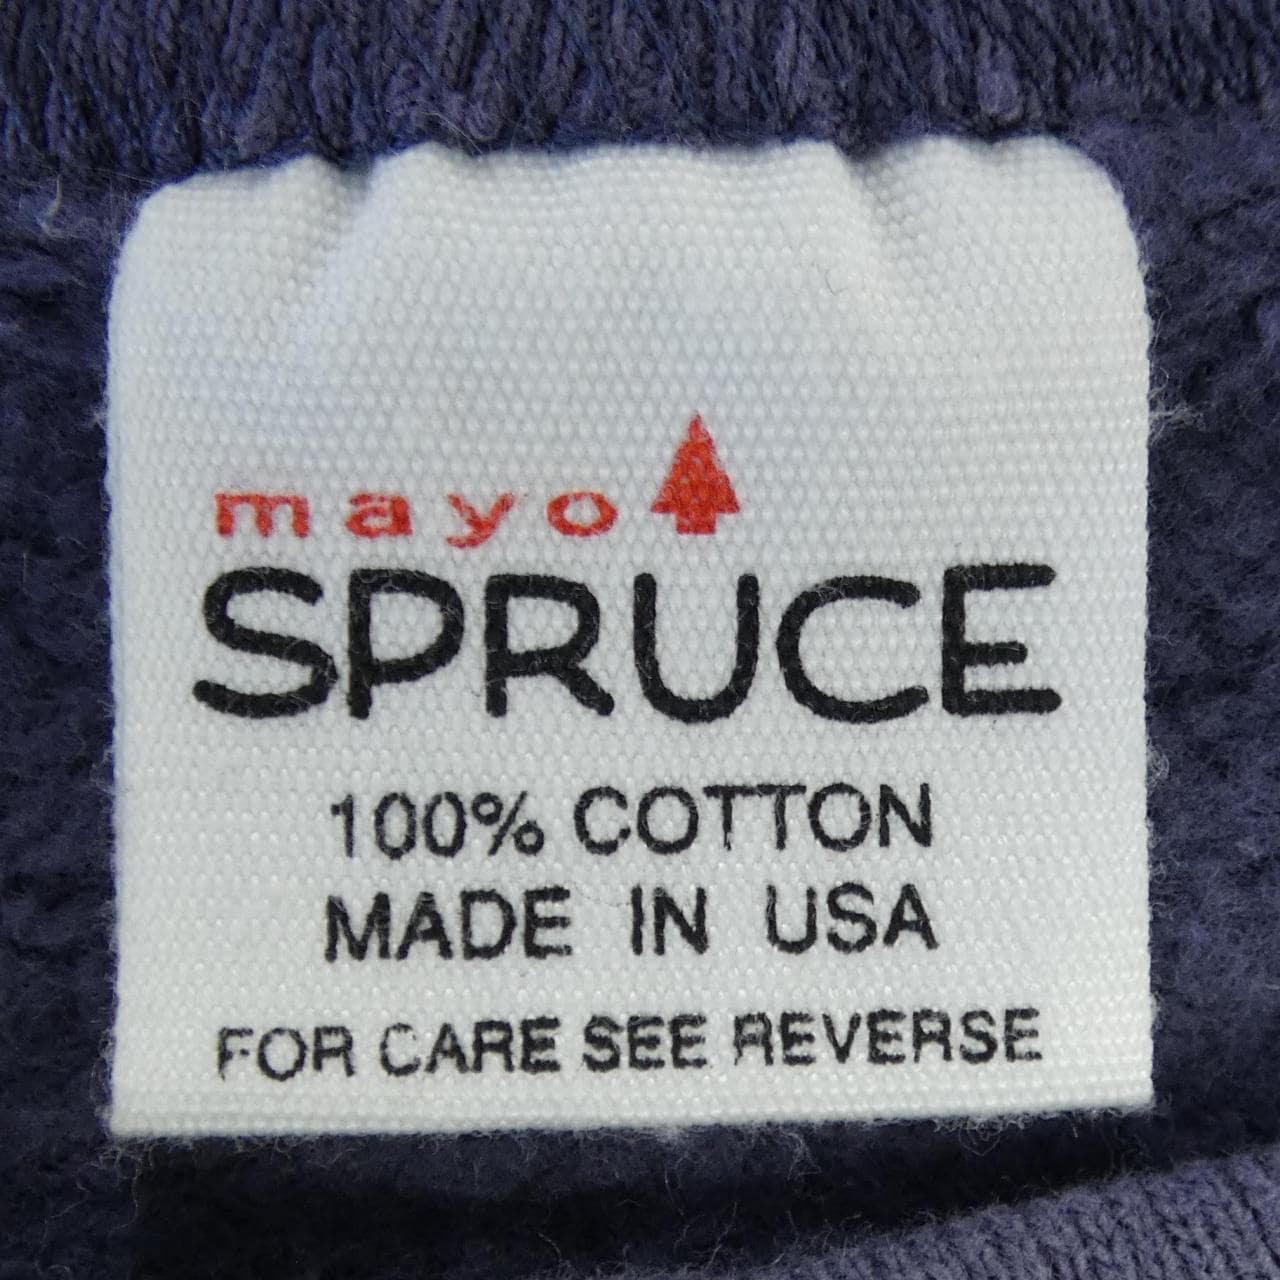 mayo
SPRUCE
100% COTTON
MADE IN USA
FOR CARE SEE REVERSE